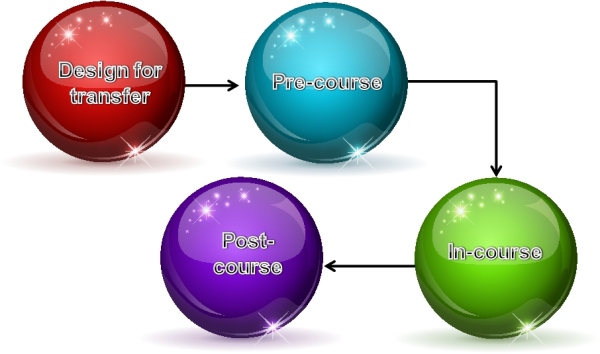 Design for
transfer
Pre-course
In-course
Post-
course